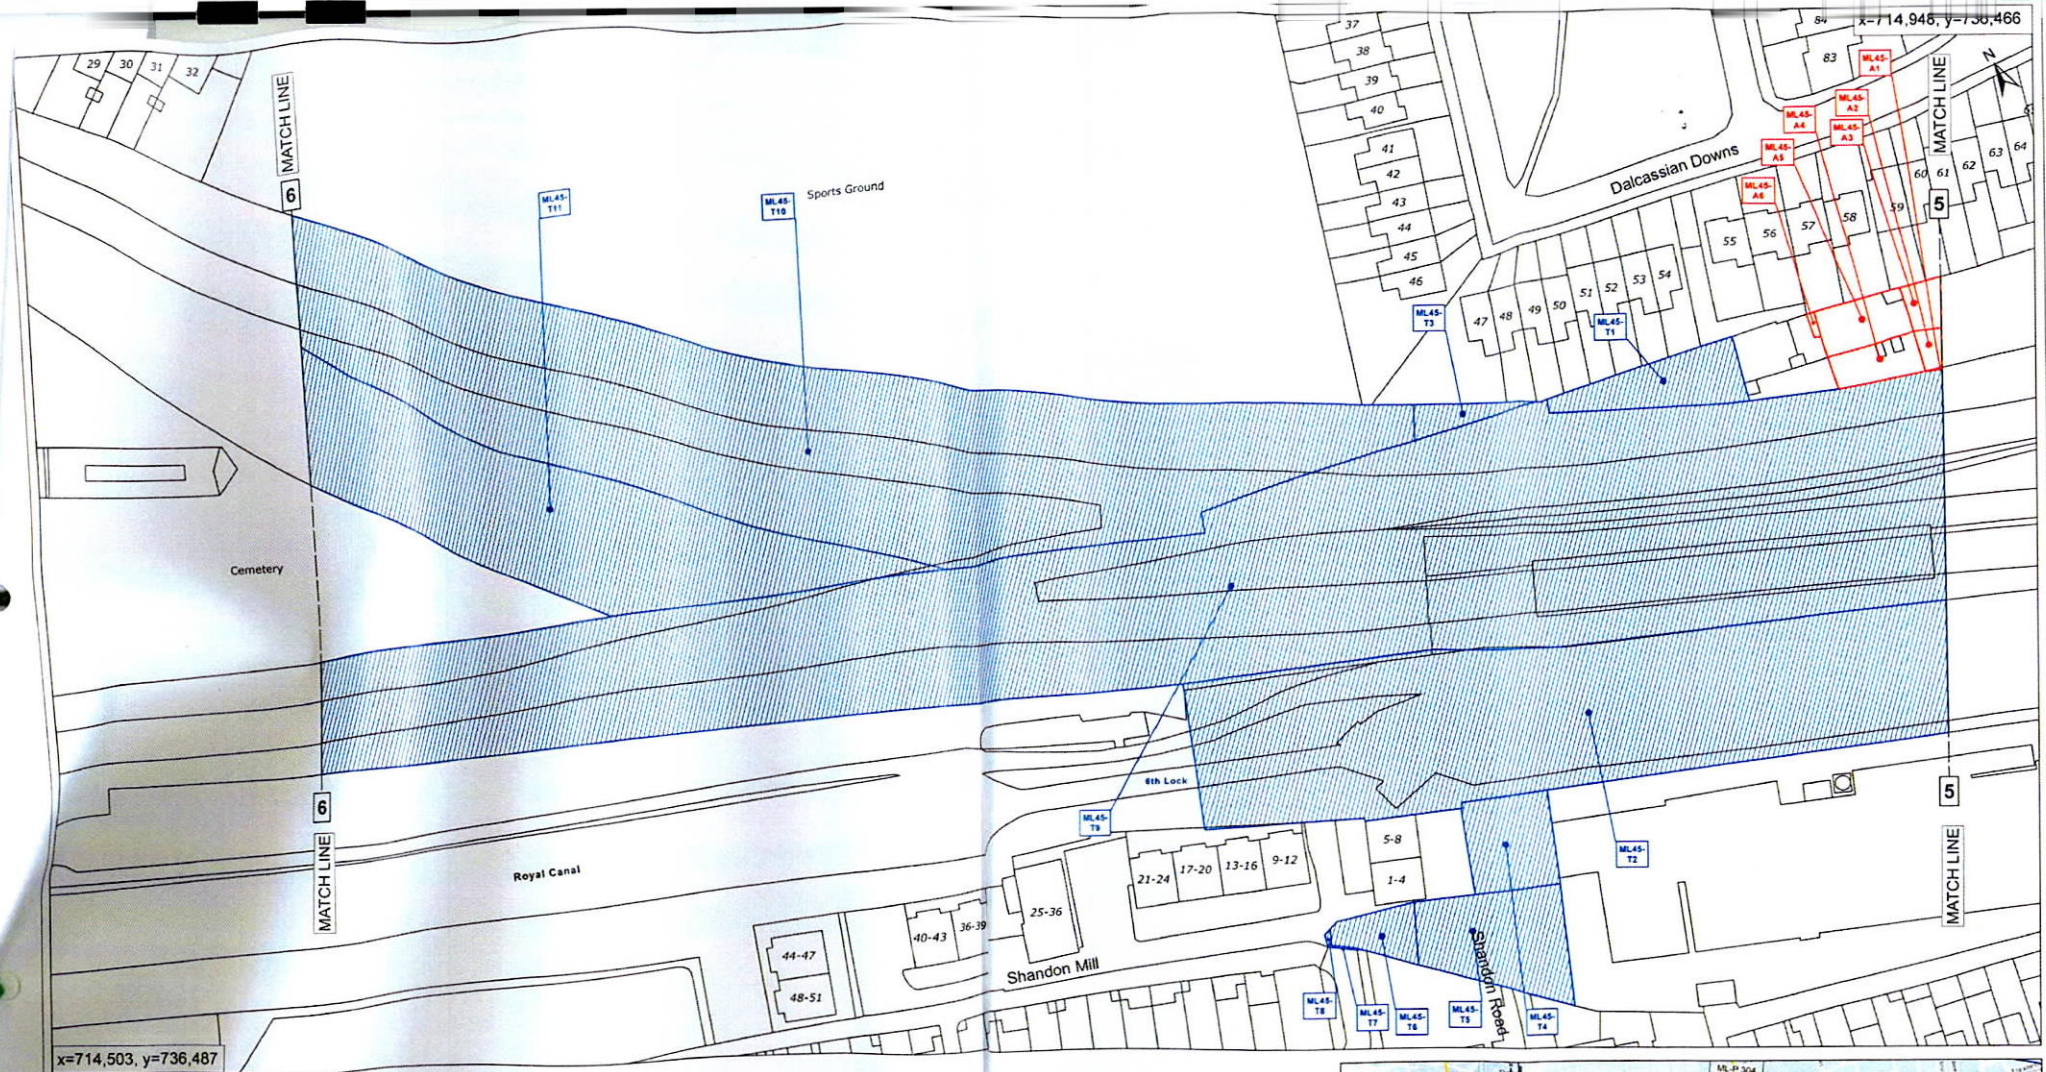 37
38
39
40
41
42
43
44
45
46
84
83
x=714,948, y=736,466
29
30
31
32
MATCH LINE
6
ML45-
T11
ML45-
T10
Sports Ground
Dalcassian Downs
ML45-
A1
ML45-
A2
ML45-
A3
ML45-
A4
ML45-
A5
ML45-
A6
MATCH LINE
5
N
47
48
49
50
51
52
53
54
55
56
57
58
59
60
61
62
63
64
ML45-
T3
ML45-
T1
Cemetery
6
MATCH LINE
6th Lock
ML45-
T9
ML45-
T2
5
MATCH LINE
Royal Canal
5-8
1-4
21-24
17-20
13-16
9-12
25-36
36-39
40-43
44-47
48-51
Shandon Mill
Shandon Road
ML45-
T8
ML45-
T7
ML45-
T6
ML45-
T5
ML45-
T4
x=714,503, y=736,487